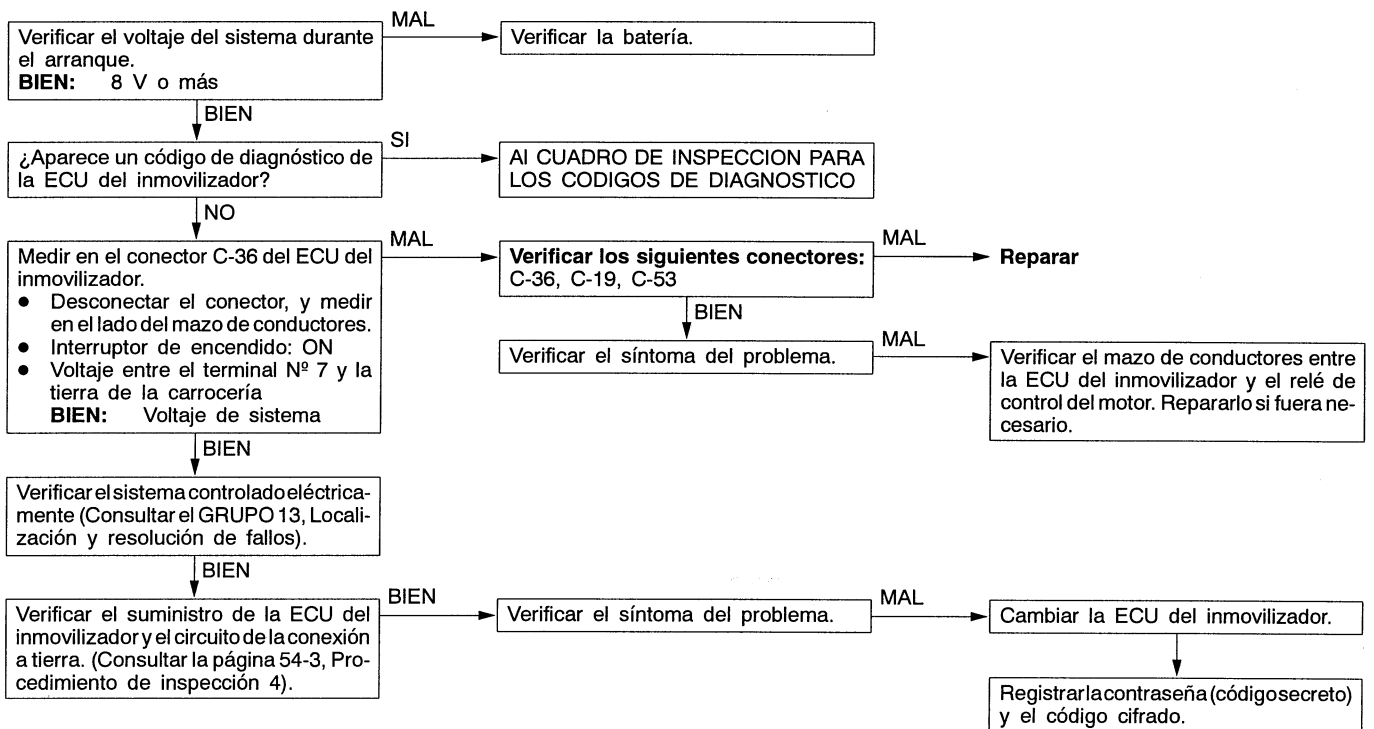 Verificar el voltaje del sistema durante
el arranque.
BIEN: 8 V o más
MAL
Verificar la batería.
BIEN
¿Aparece un código de diagnóstico de
la ECU del inmovilizador?
SI
Al CUADRO DE INSPECCION PARA
LOS CODIGOS DE DIAGNOSTICO
NO
Medir en el conector C-36 del ECU del
inmovilizador.
● Desconectar el conector, y medir
en el lado del mazo de conductores.
● Interruptor de encendido: ON
● Voltaje entre el terminal Nº 7 y la
tierra de la carrocería
BIEN: Voltaje de sistema
MAL
Verificar los siguientes conectores:
C-36, C-19, C-53
MAL
Reparar
BIEN
Verificar el síntoma del problema.
MAL
Verificar el mazo de conductores entre
la ECU del inmovilizador y el relé de
control del motor. Repararlo si fuera ne-
cesario.
BIEN
Verificar el sistema controlado eléctrica-
mente (Consultar el GRUPO 13, Locali-
zación y resolución de fallos).
BIEN
Verificar el suministro de la ECU del
inmovilizador y el circuito de la conexión
a tierra. (Consultar la página 54-3, Pro-
cedimiento de inspección 4).
BIEN
Verificar el síntoma del problema.
MAL
Cambiar la ECU del inmovilizador.
Registrar la contraseña (código secreto)
y el código cifrado.